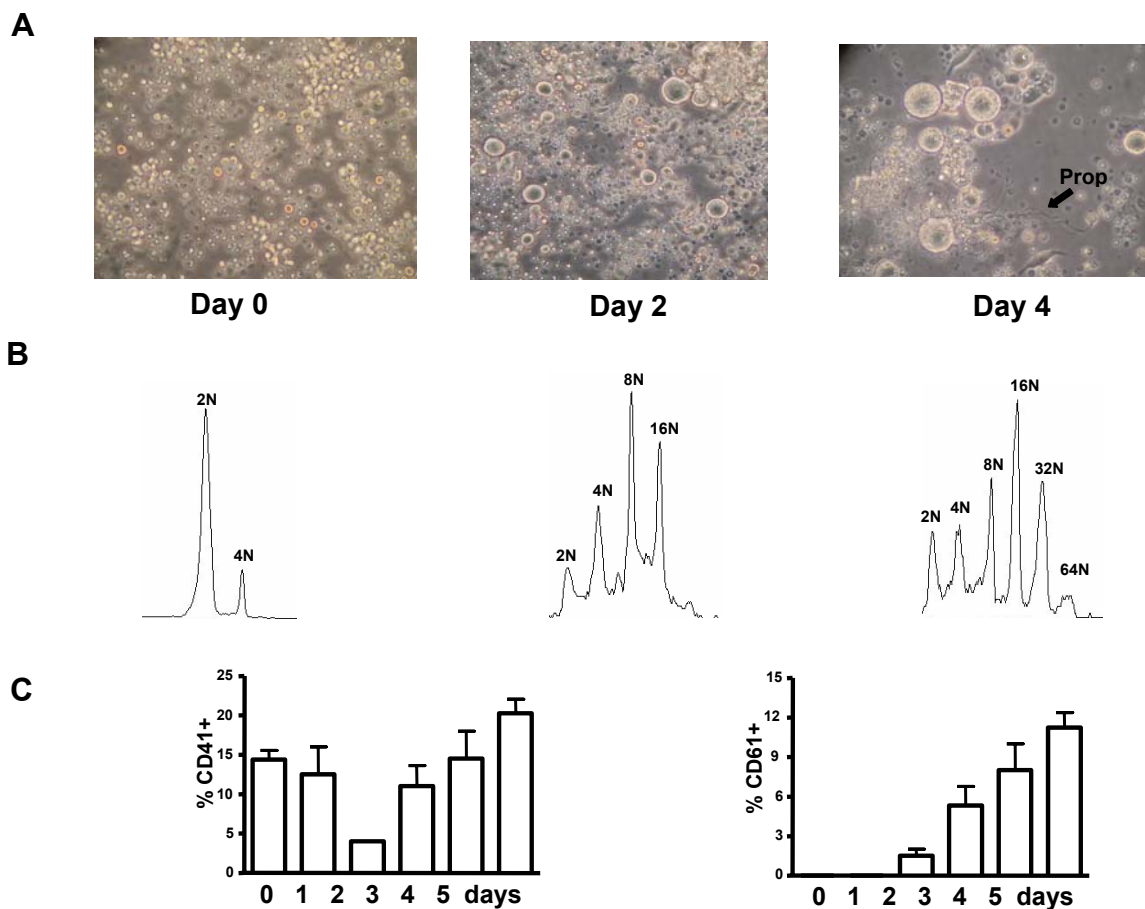 A
Prop
Day 0
Day 2
Day 4
B
2N
4N
2N
4N
8N
16N
2N
4N
8N
16N
32N
64N
C
% CD41+
25
20
15
10
5
0
0 1 2 3 4 5 days
% CD61+
15
12
9
6
3
0
0 1 2 3 4 5 days